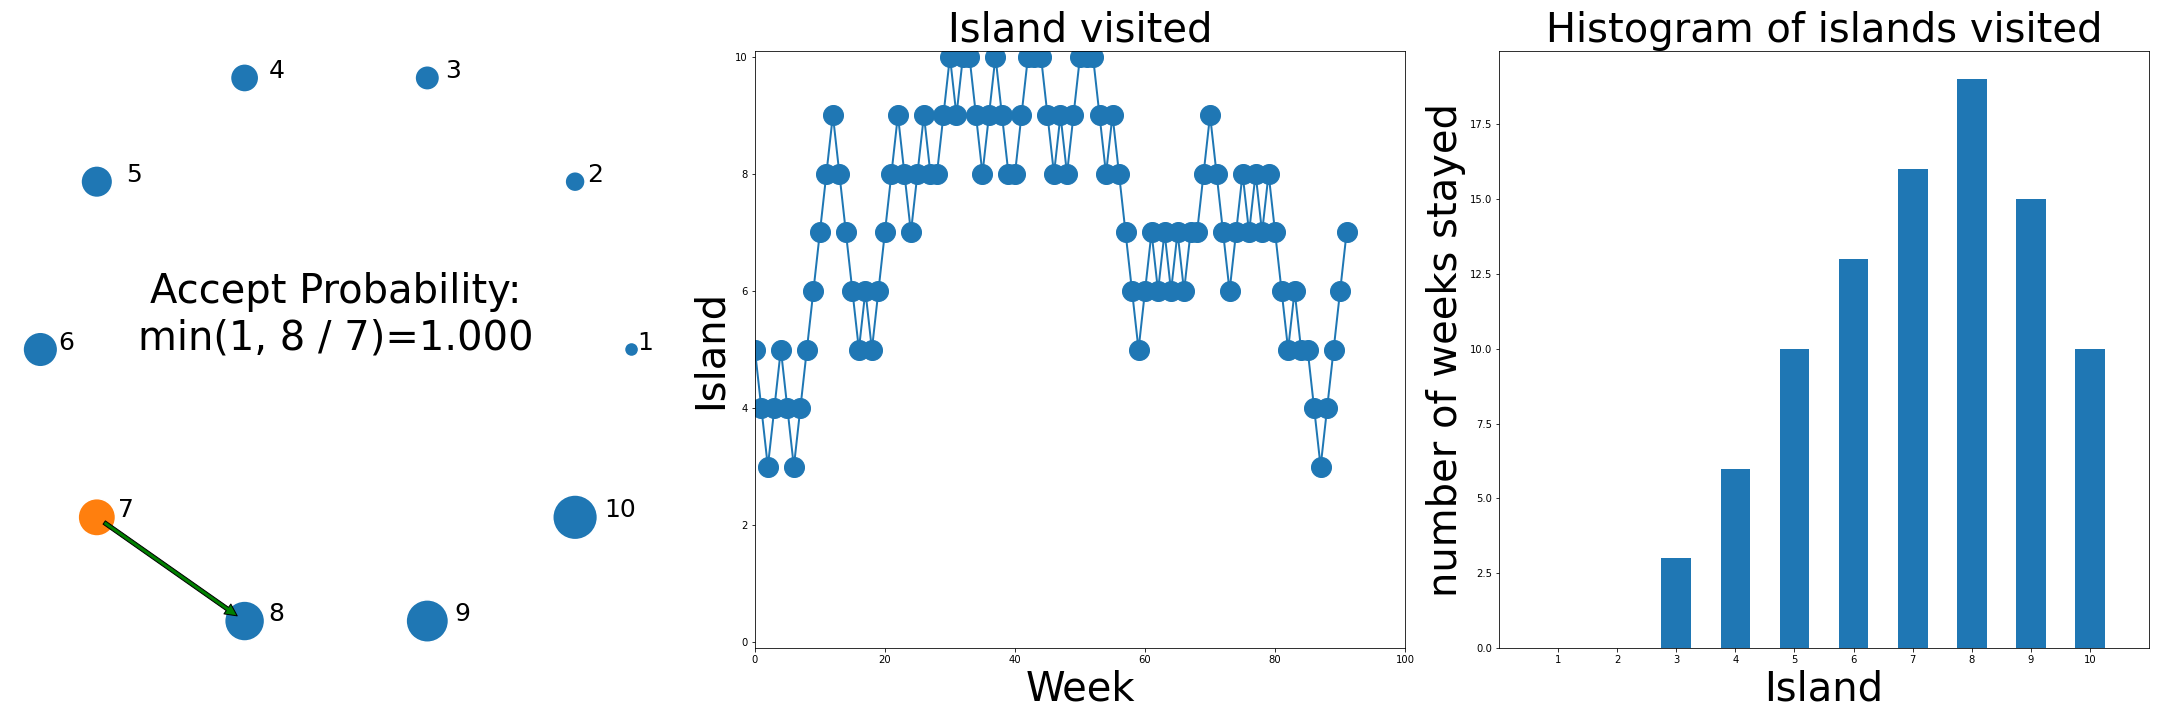 4
3
5
2
Accept Probability:
min(1, 8 / 7)=1.000
6
1
7
10
8
9
Island visited
Island
10
8
6
4
2
0
0 20 40 60 80 100
Week
Histogram of islands visited
number of weeks stayed
17.5
15.0
12.5
10.0
7.5
5.0
2.5
0.0
1 2 3 4 5 6 7 8 9 10
Island